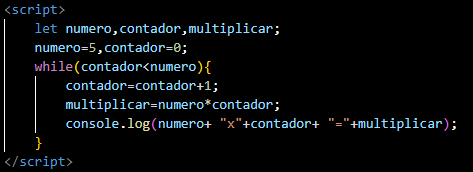 <script>
let numero,contador,multiplicar;
numero=5,contador=0;
while(contador<numero){
contador=contador+1;
multiplicar=numero*contador;
console.log(numero+ "x"+contador+ "="+multiplicar);
}
</script>